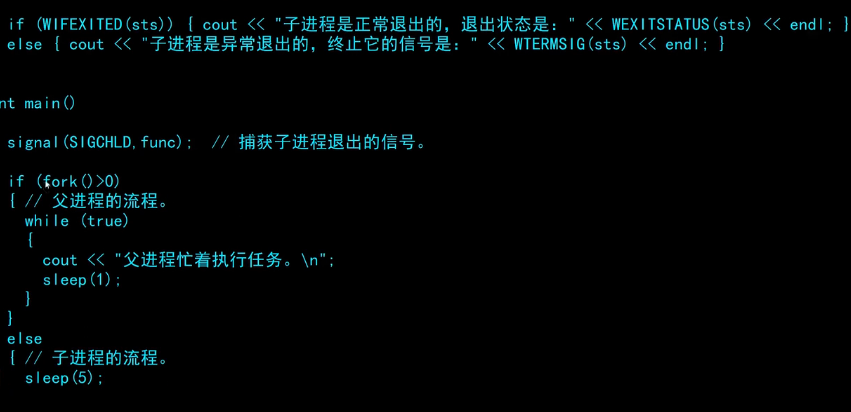 if (WIFEXITED(sts)) { cout << "子进程是正常退出的，退出状态是：" << WEXITSTATUS(sts) << endl; }
else { cout << "子进程是异常退出的，终止它的信号是：" << WTERMSIG(sts) << endl; }
nt main()
signal(SIGCHLD,func);  // 捕获子进程退出的信号。
if (fork()>0)
{ // 父进程的流程。
while (true)
{
cout << "父进程忙着执行任务。\n";
sleep(1);
}
}
else
{ // 子进程的流程。
sleep(5);